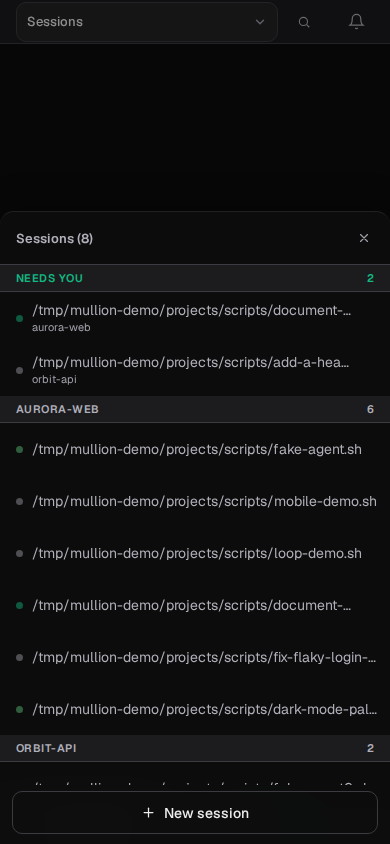 Sessions
Sessions (8)
NEEDS YOU 2
/tmp/mullion-demo/projects/scripts/document-...
aurora-web
/tmp/mullion-demo/projects/scripts/add-a-hea...
orbit-api
AURORA-WEB 6
/tmp/mullion-demo/projects/scripts/fake-agent.sh
/tmp/mullion-demo/projects/scripts/mobile-demo.sh
/tmp/mullion-demo/projects/scripts/loop-demo.sh
/tmp/mullion-demo/projects/scripts/document-...
/tmp/mullion-demo/projects/scripts/fix-flaky-login-...
/tmp/mullion-demo/projects/scripts/dark-mode-pal...
ORBIT-API 2
+ New session